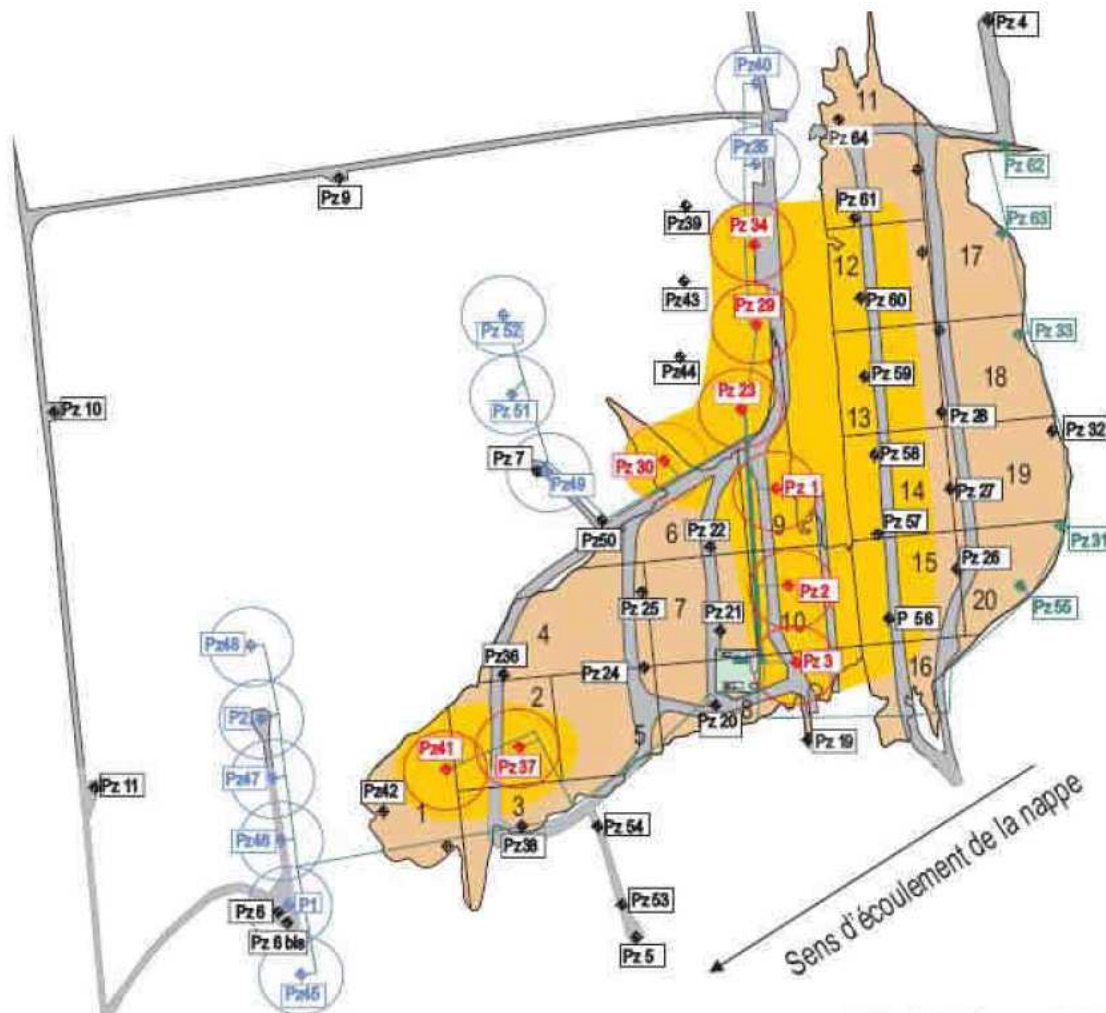 Pz 4
Pz40
11
Pz 64
Pz35
Pz 62
Pz 9
Pz39
Pz 34
Pz 61
Pz 63
17
12
Pz43
Pz 60
Pz 29
Pz 52
Pz 33
Pz44
Pz 59
18
Pz 51
Pz 10
Pz 23
13
Pz 28
Pz 32
Pz 7
Pz 30
Pz 58
Pz49
Pz 1
14
Pz 27
19
Pz50
6
Pz 22
9
Pz 57
Pz 31
15
Pz 26
Pz 25
7
Pz 2
20
Pz 55
4
Pz 21
10
P 56
Pz48
Pz36
Pz 24
Pz 3
16
2
P2
Pz 20
8
5
Pz 19
Pz41
Pz 37
Pz47
Pz 11
Pz42
1
3
Pz46
Pz 38
Pz 54
P1
Pz 6
Pz 53
Pz 6 bis
Pz 5
Pz45
Sens d'écoulement de la nappe